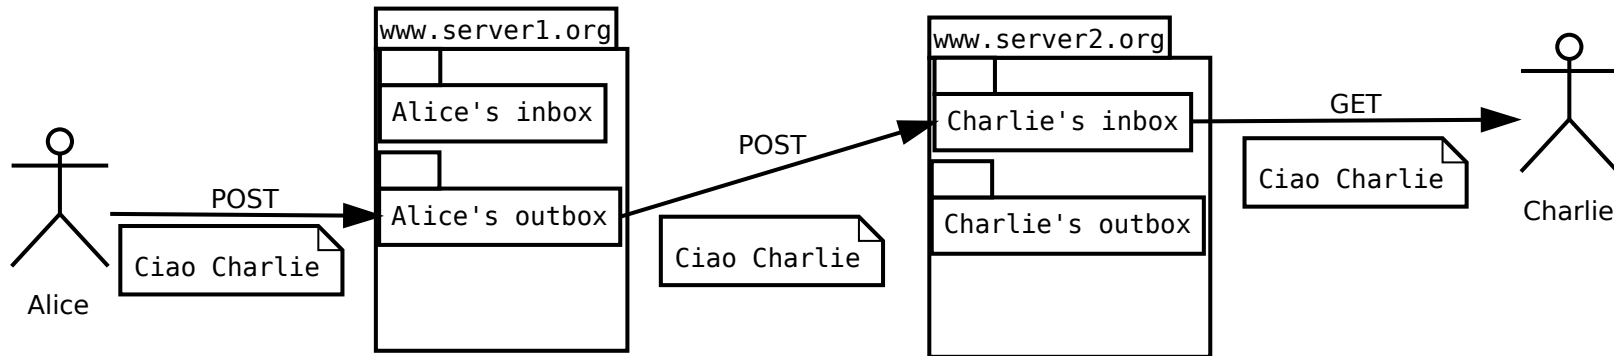 www.server1.org
Alice's inbox
Alice's outbox
POST
Ciao Charlie
Alice
POST
Ciao Charlie
www.server2.org
Charlie's inbox
Charlie's outbox
GET
Ciao Charlie
Charlie